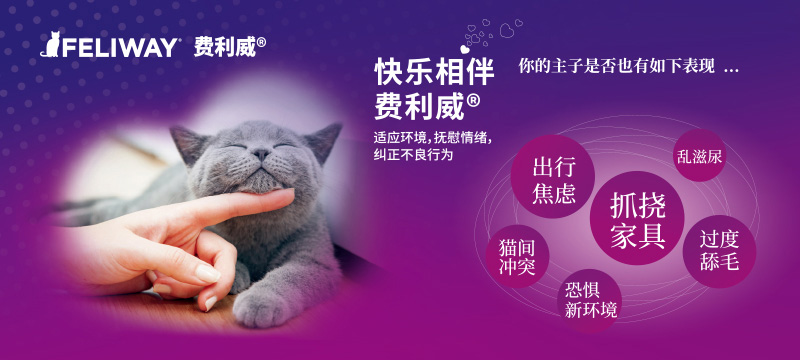 FELIWAY® 费利威®
快乐相伴
费利威®
适应环境，抚慰情绪，
纠正不良行为
你的主子是否也有如下表现 ...
乱滋尿
出行
焦虑
抓挠
家具
过度
舔毛
猫间
冲突
恐惧
新环境